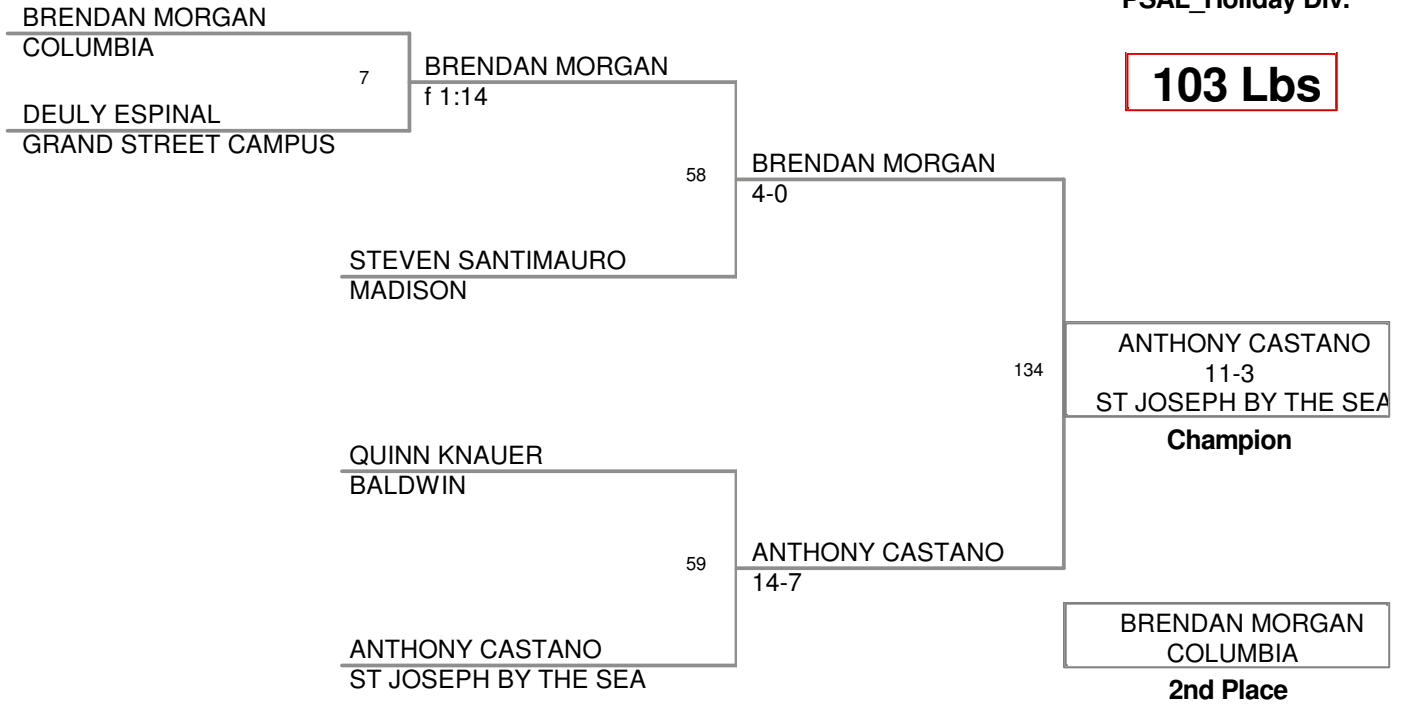 PSAL_Holiday Div.
103 Lbs
BRENDAN MORGAN
COLUMBIA
7
DEULY ESPINAL
GRAND STREET CAMPUS
BRENDAN MORGAN
f 1:14
58
STEVEN SANTIMAURO
MADISON
BRENDAN MORGAN
4-0
QUINN KNAUER
BALDWIN
59
ANTHONY CASTANO
ST JOSEPH BY THE SEA
ANTHONY CASTANO
14-7
134
ANTHONY CASTANO
11-3
ST JOSEPH BY THE SEA
Champion
BRENDAN MORGAN
COLUMBIA
2nd Place